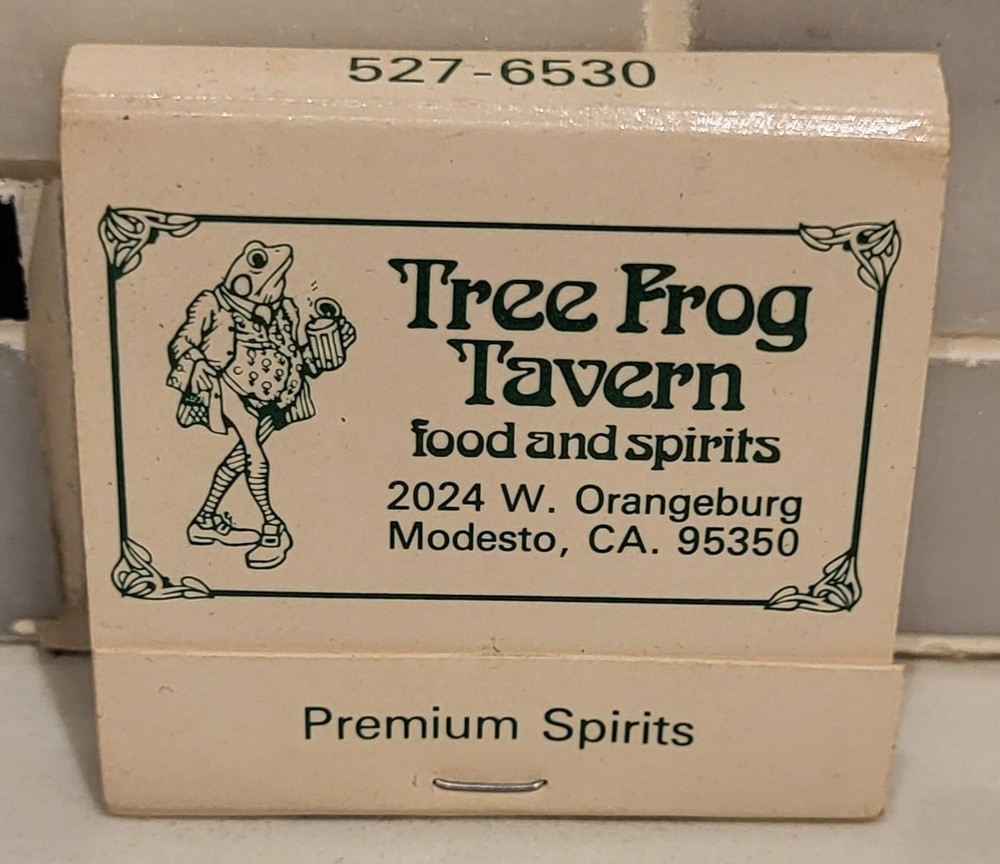 527-6530
Tree Frog
Tavern
food and spirits
2024 W. Orangeburg
Modesto, CA. 95350
Premium Spirits